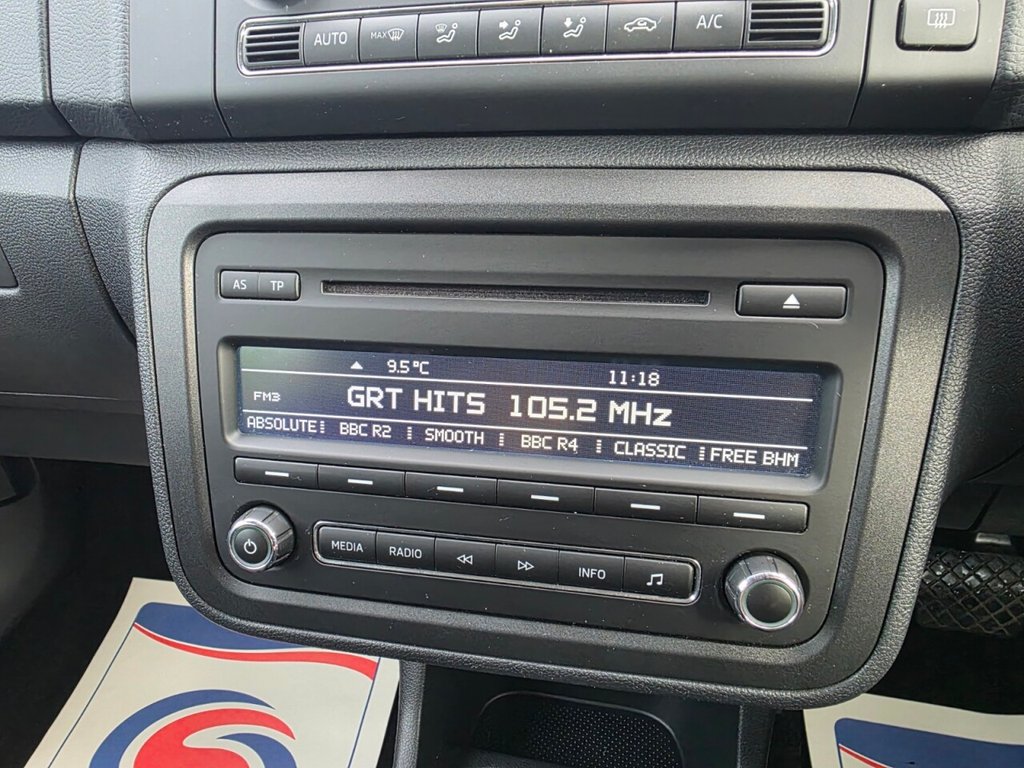 AUTO MAX A/C
AS TP
9.5°C 11:18
FM3 GRT HITS 105.2 MHz
ABSOLUTE BBC R2 SMOOTH BBC R4 CLASSIC FREE BHM
MEDIA RADIO INFO